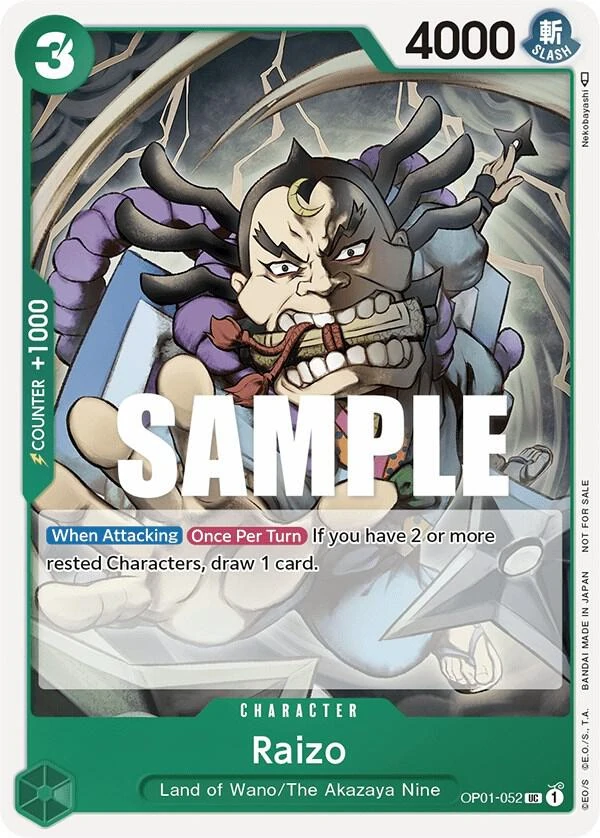 3
4000
斬
SLASH
Nekobayashi
COUNTER +1000
SAMPLE
When Attacking Once Per Turn If you have 2 or more
rested Characters, draw 1 card.
CHARACTER
Raizo
Land of Wano/The Akazaya Nine
OP01-052 UC 1
©E.O/S ©E.O./S., T.A. BANDAI MADE IN JAPAN NOT FOR SALE